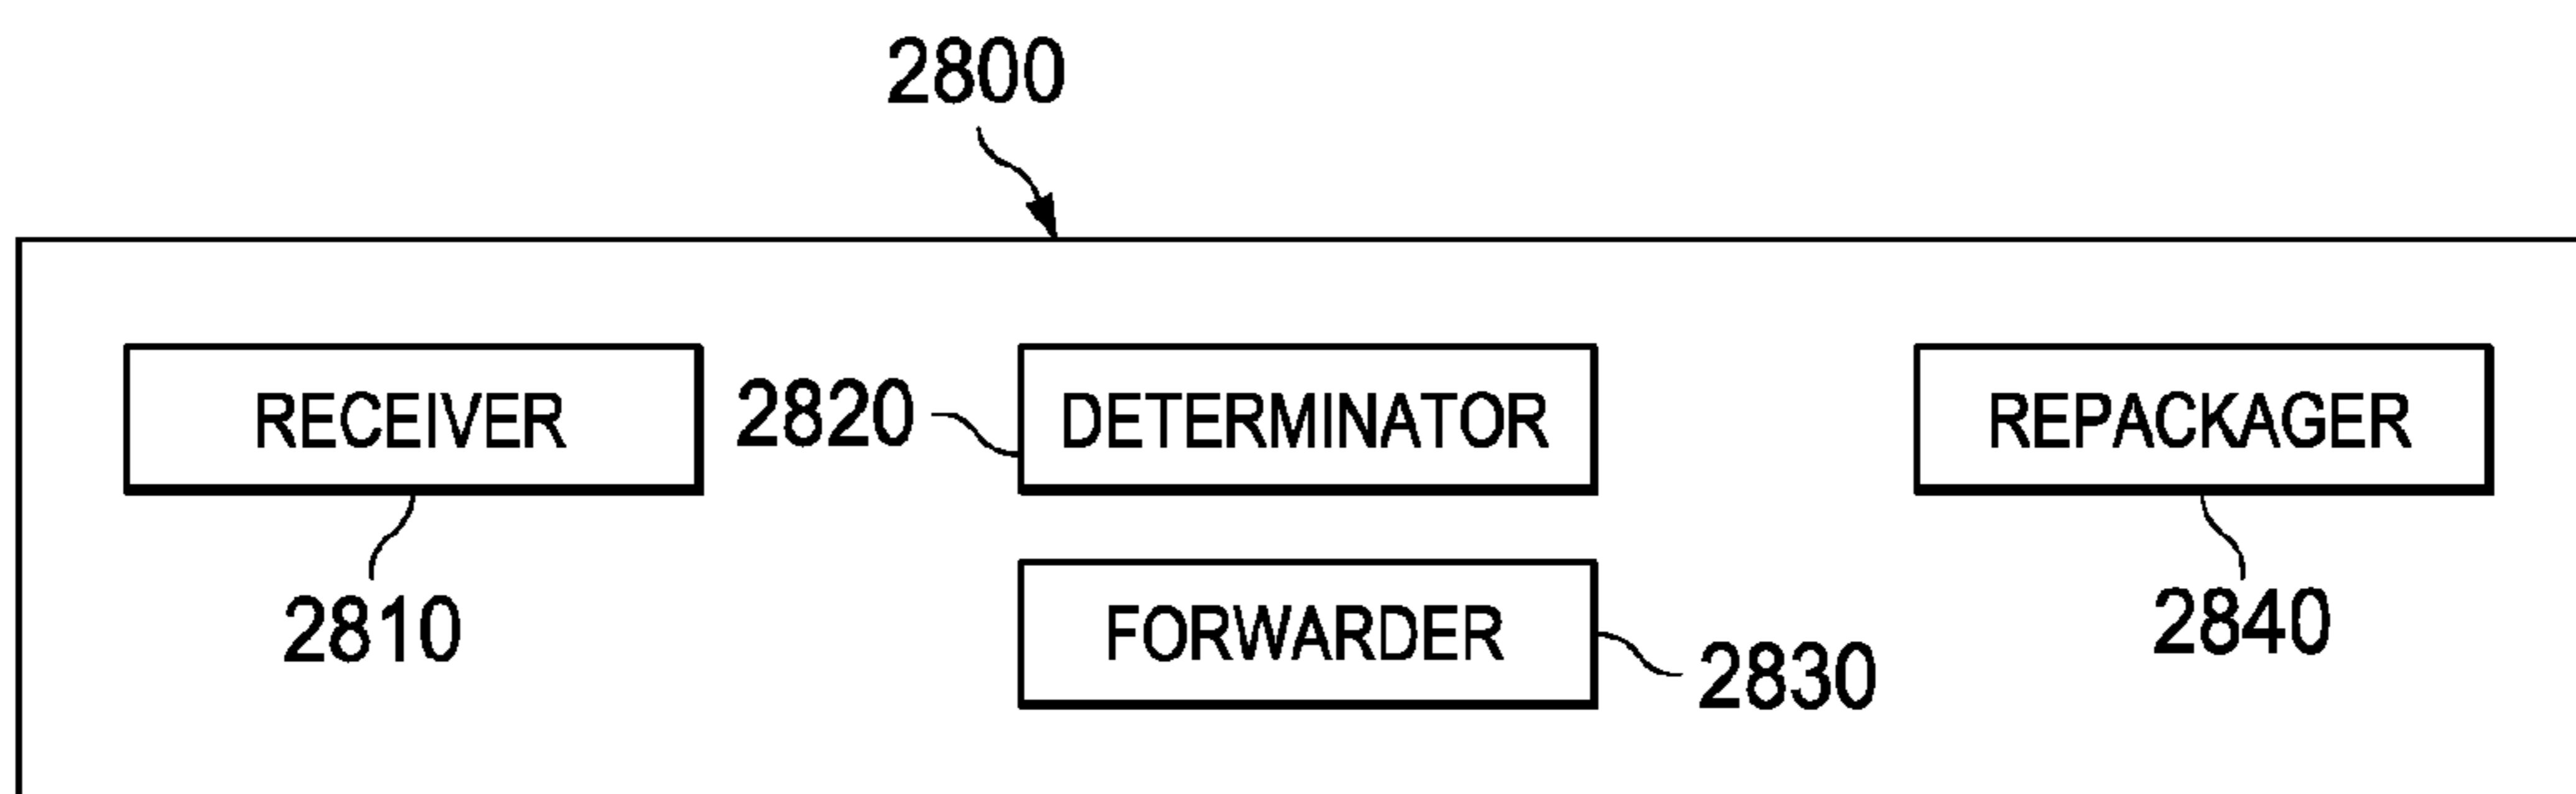 2800
RECEIVER
2820
DETERMINATOR
REPACKAGER
2810
FORWARDER
2830
2840